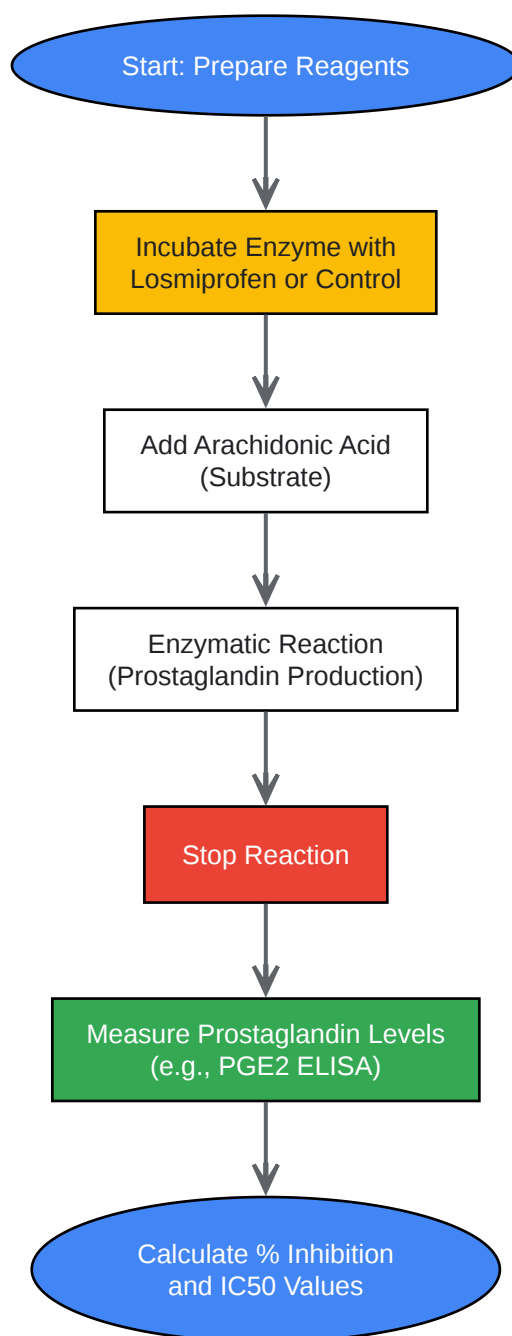 Start: Prepare Reagents
Incubate Enzyme with
Losmiprofen or Control
Add Arachidonic Acid
(Substrate)
Enzymatic Reaction
(Prostaglandin Production)
Stop Reaction
Measure Prostaglandin Levels
(e.g., PGE2 ELISA)
Calculate % Inhibition
and IC50 Values